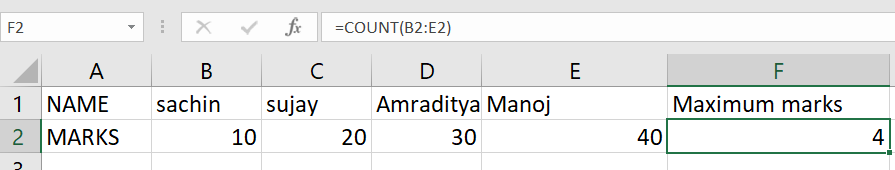 F2 fx =COUNT(B2:E2)
A B C D E F
1 NAME sachin sujay Amraditya Manoj Maximum marks
2 MARKS 10 20 30 40 4
3